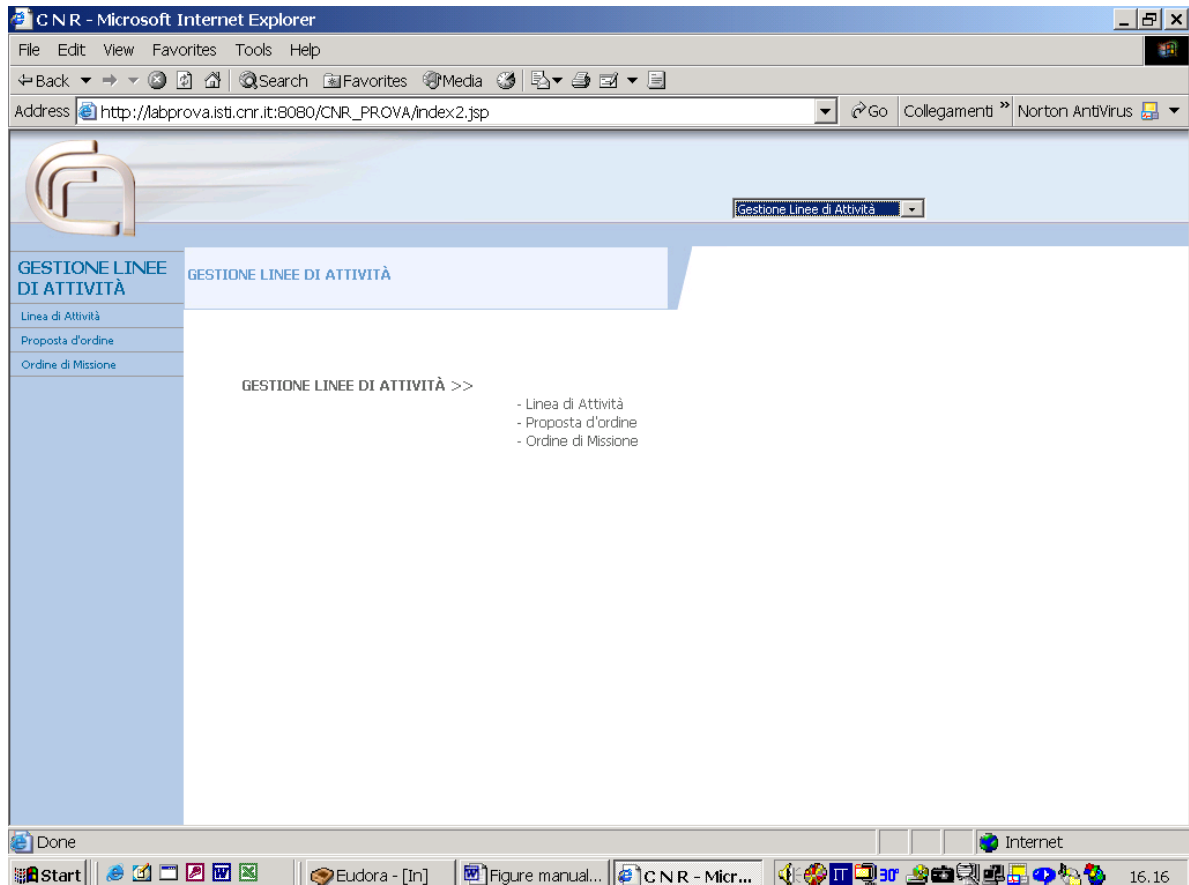 C N R - Microsoft Internet Explorer
File Edit View Favorites Tools Help
Back Search Favorites Media
Address http://labprova.isti.cnr.it:8080/CNR_PROVA/index2.jsp Go Collegamenti » Norton AntiVirus
Gestione Linee di Attività
GESTIONE LINEE
DI ATTIVITÀ
Linea di Attività
Proposta d'ordine
Ordine di Missione
GESTIONE LINEE DI ATTIVITÀ
GESTIONE LINEE DI ATTIVITÀ >>
- Linea di Attività
- Proposta d'ordine
- Ordine di Missione
Done Internet
Start Eudora - [In] Figure manual... C N R - Micr... IT 30° 16.16